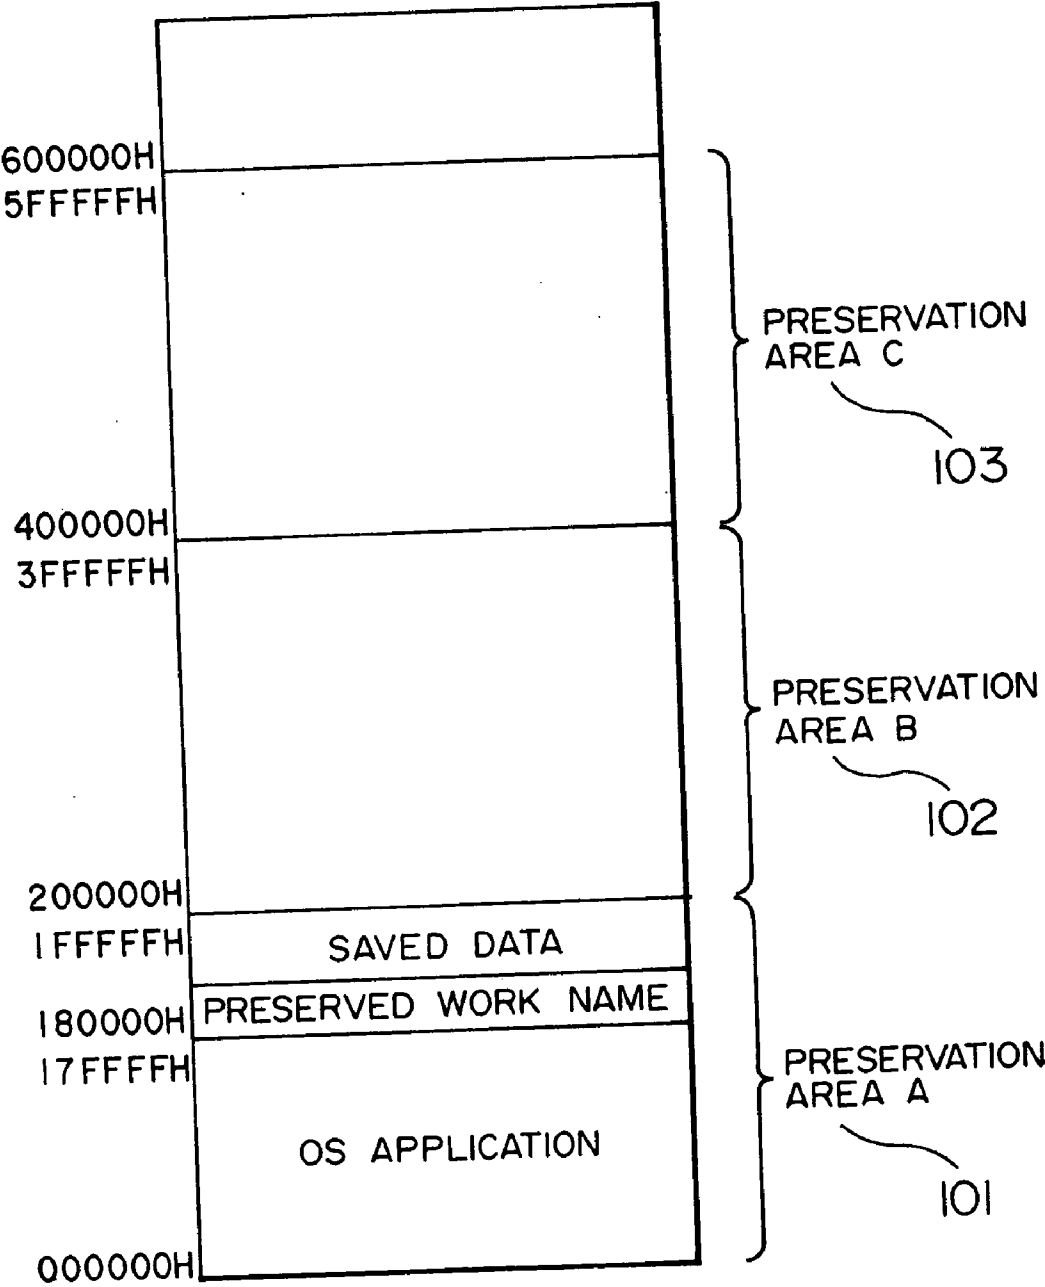 600000H
5FFFFFH
PRESERVATION
AREA C
103
400000H
3FFFFFH
PRESERVATION
AREA B
102
200000H
1FFFFFH
SAVED DATA
180000H
PRESERVED WORK NAME
17FFFFH
PRESERVATION
AREA A
OS APPLICATION
101
000000H